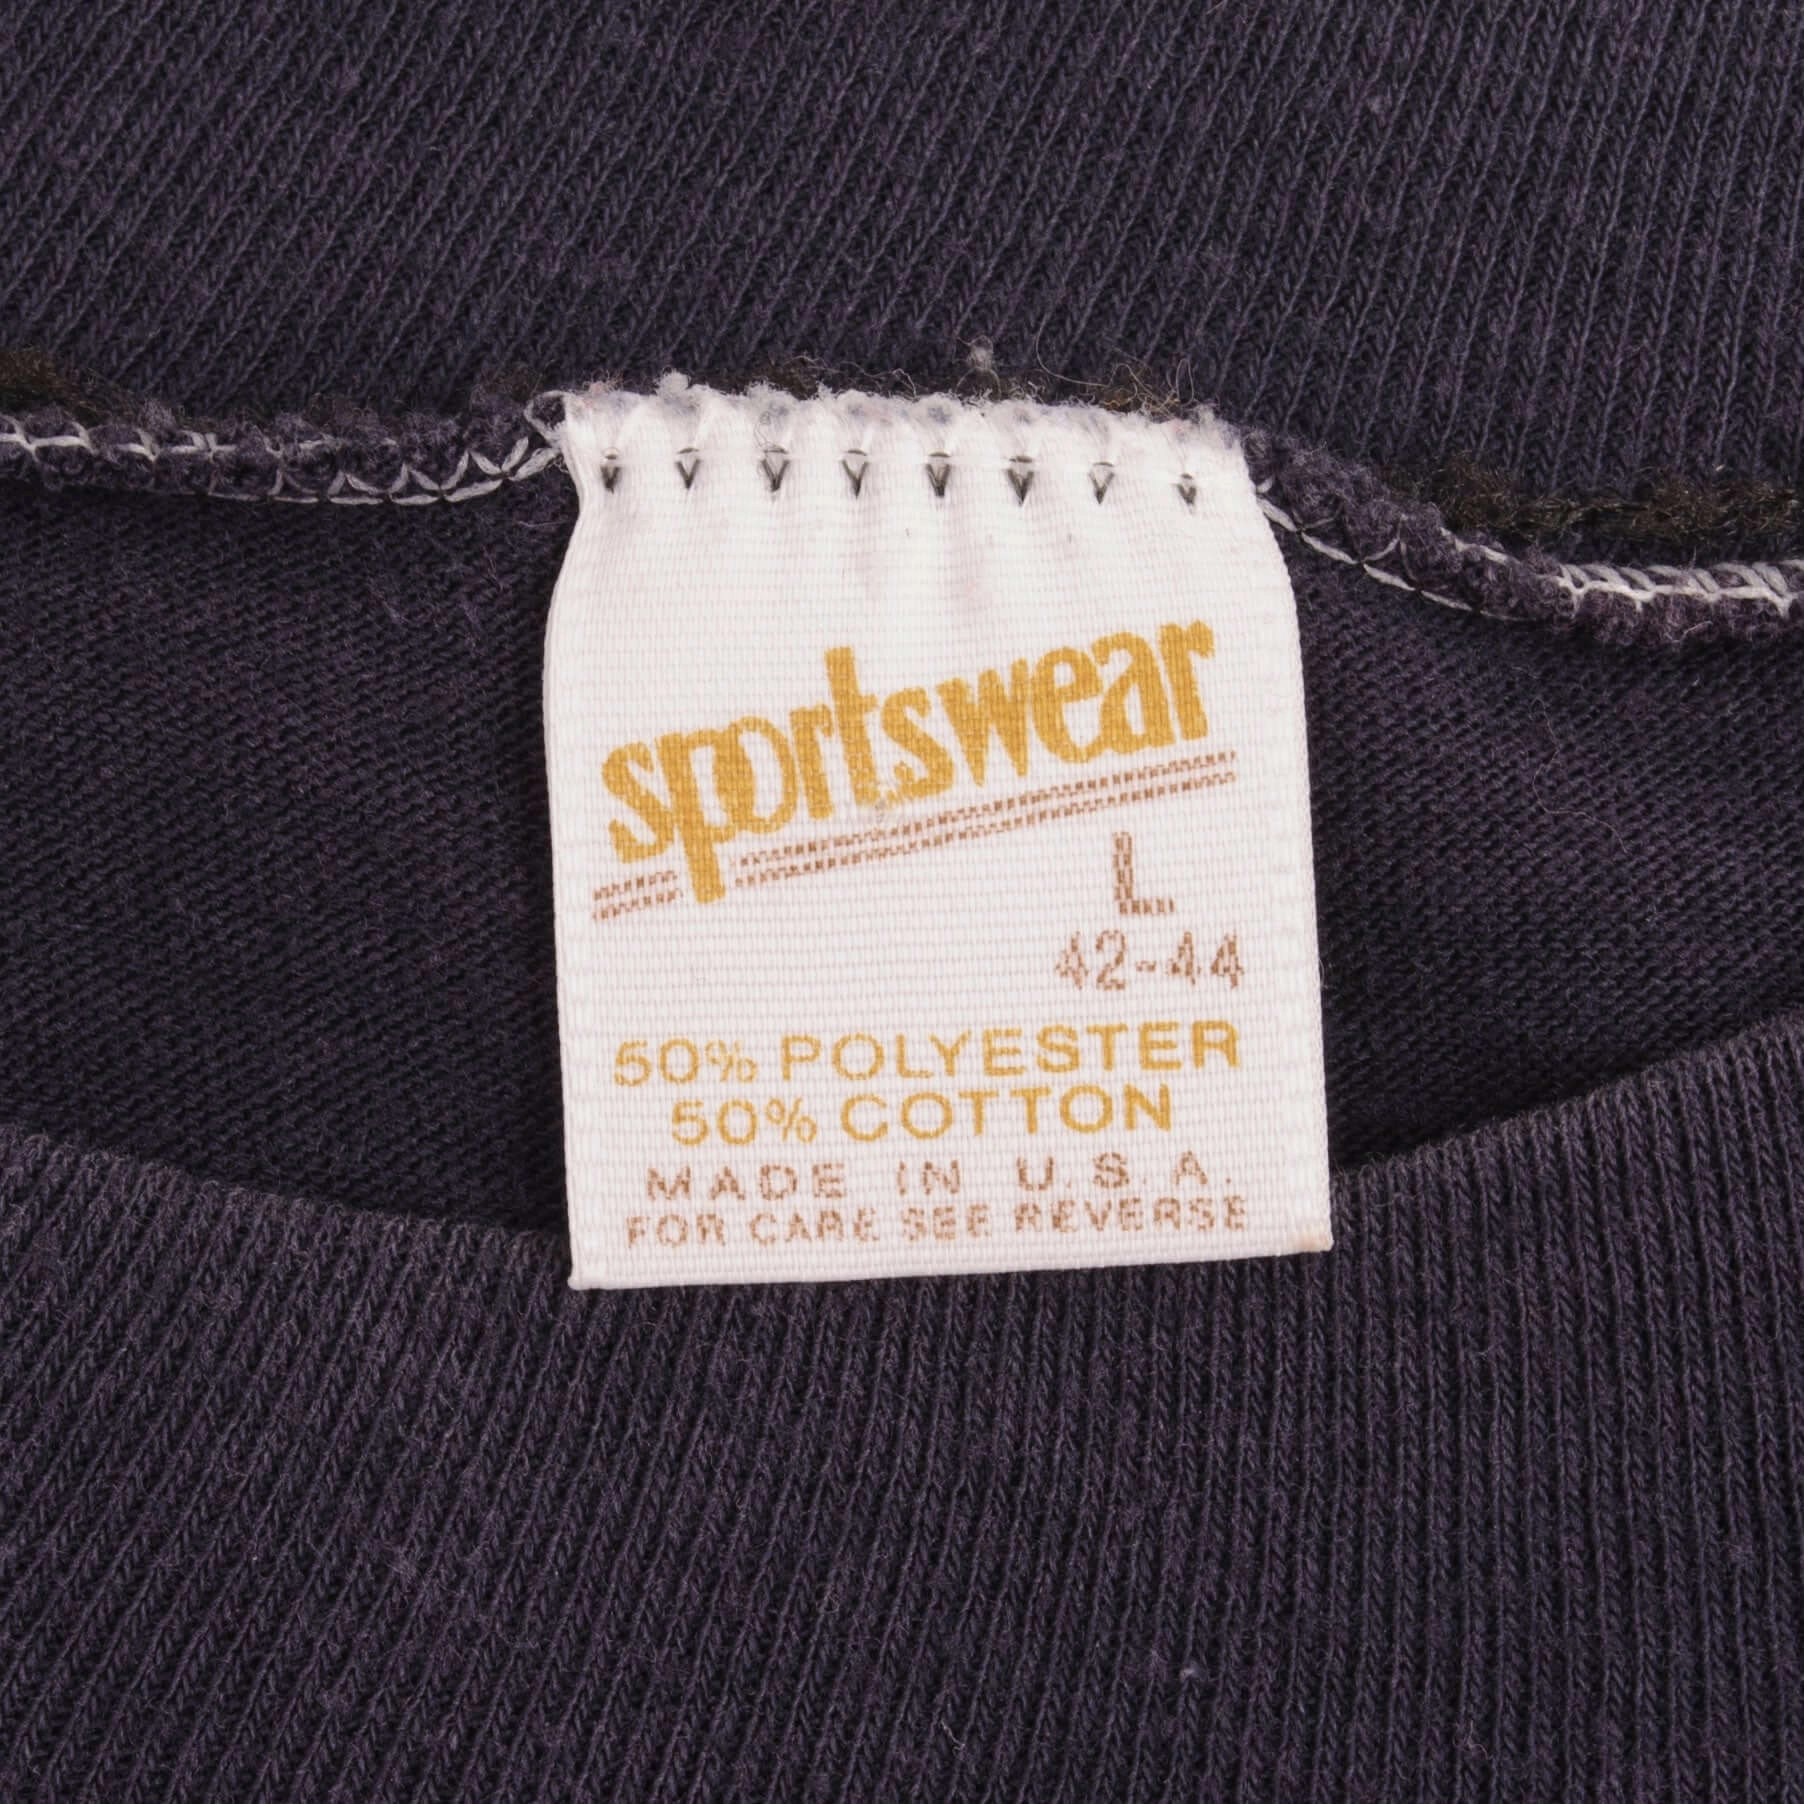 sportswear
L
42-44
50% POLYESTER
50% COTTON
MADE IN U.S.A.
FOR CARE SEE REVERSE